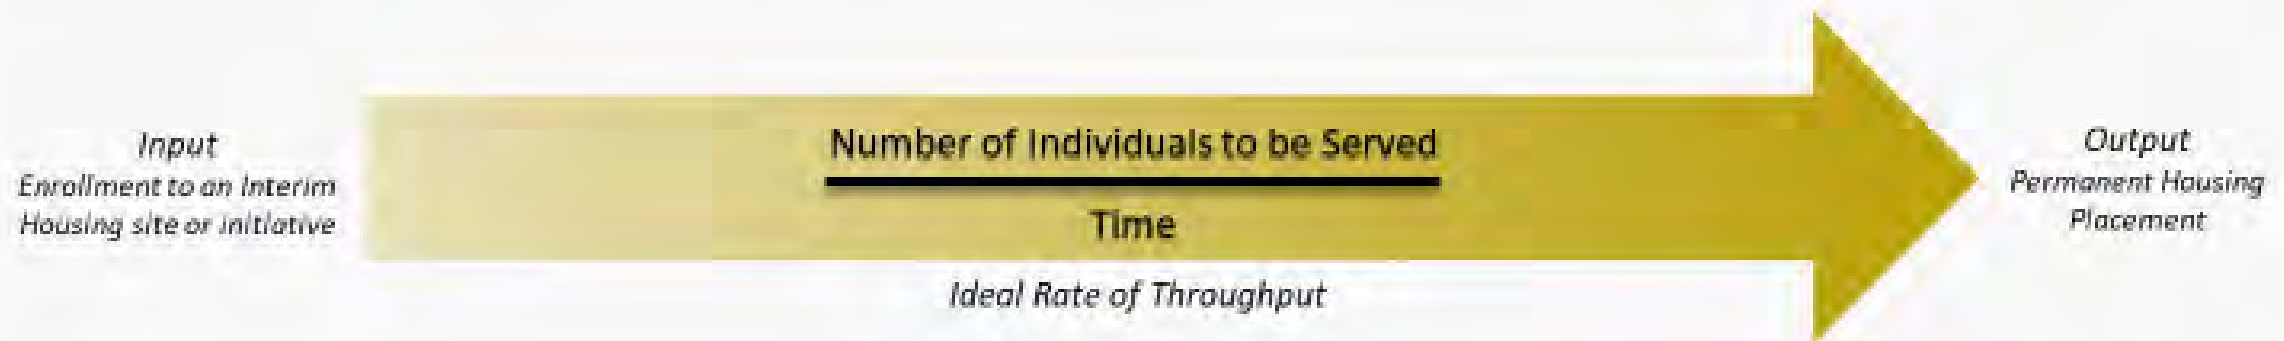 Input
Enrollment to an Interim
Housing site or initiative
Number of Individuals to be Served
Time
Ideal Rate of Throughput
Output
Permanent Housing
Placement